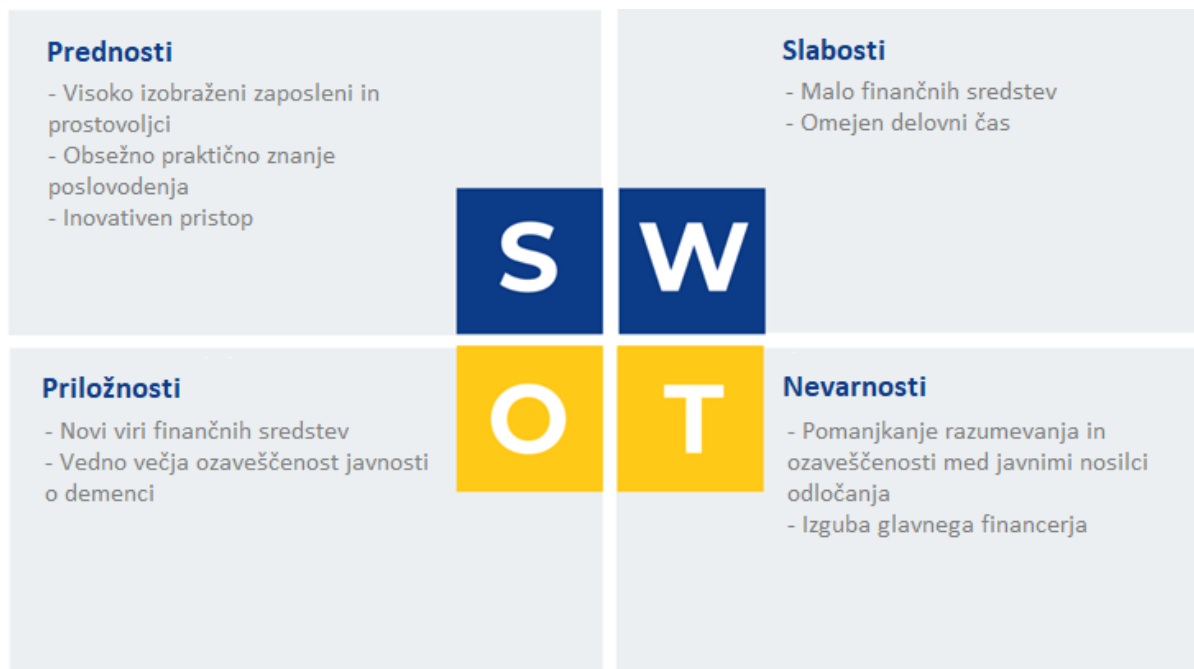 Prednosti
- Visoko izobraženi zaposleni in
prostovoljci
- Obsežno praktično znanje
poslovodenja
- Inovativen pristop
Slabosti
- Malo finančnih sredstev
- Omejen delovni čas
S W
O T
Priložnosti
- Novi viri finančnih sredstev
- Vedno večja ozaveščenost javnosti
o demenci
Nevarnosti
- Pomanjkanje razumevanja in
ozaveščenosti med javnimi nosilci
odločanja
- Izguba glavnega financerja